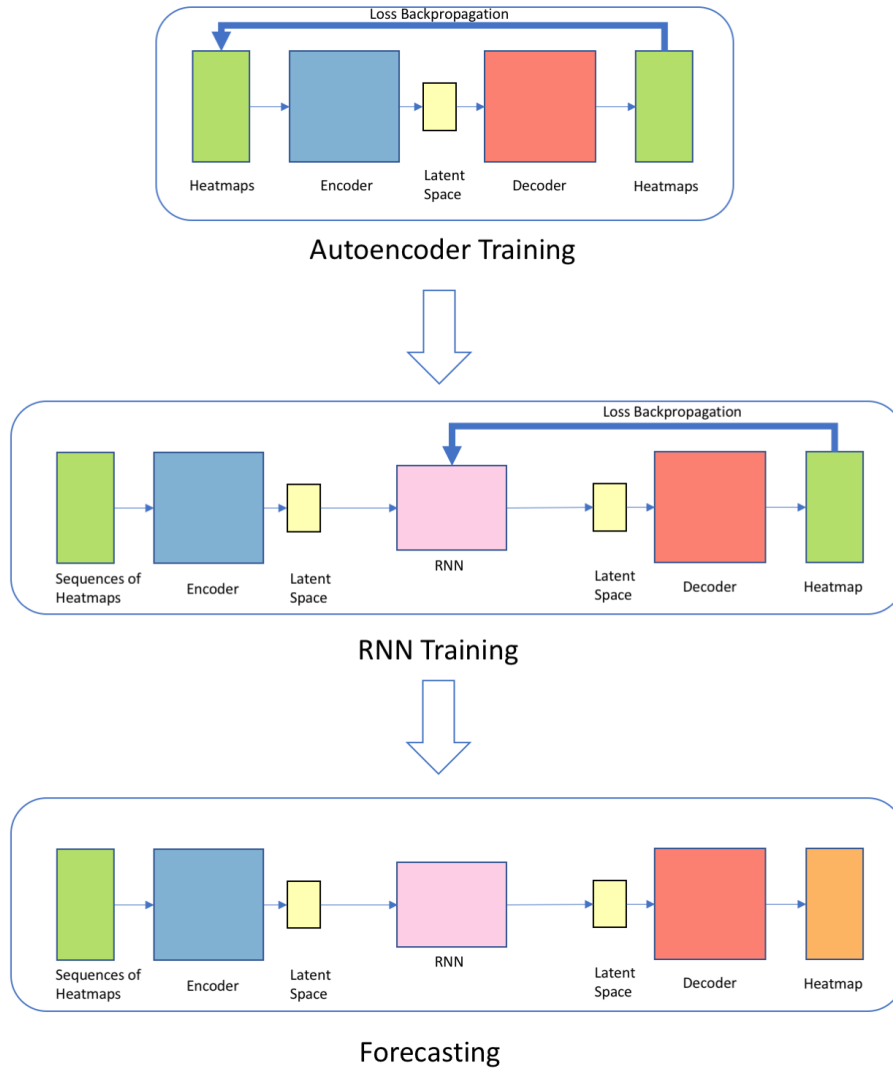 Loss Backpropagation
Heatmaps
Encoder
Latent
Space
Decoder
Heatmaps
Autoencoder Training
Loss Backpropagation
Sequences of
Heatmaps
Encoder
Latent
Space
RNN
Latent
Space
Decoder
Heatmap
RNN Training
Sequences of
Heatmaps
Encoder
Latent
Space
RNN
Latent
Space
Decoder
Heatmap
Forecasting